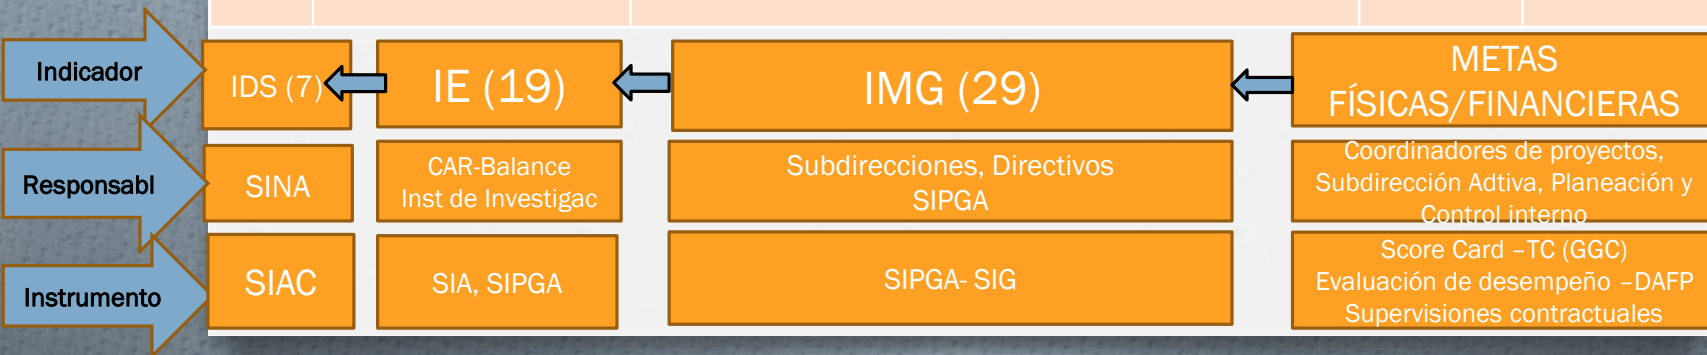 Indicador
IDS (7)
IE (19)
IMG (29)
METAS
FÍSICAS/FINANCIERAS
Responsabl
SINA
CAR-Balance
Inst de Investigac
Subdirecciones, Directivos
SIPGA
Coordinadores de proyectos,
Subdirección Adtiva, Planeación y
Control interno
Instrumento
SIAC
SIA, SIPGA
SIPGA- SIG
Score Card –TC (GGC)
Evaluación de desempeño –DAFP
Supervisiones contractuales